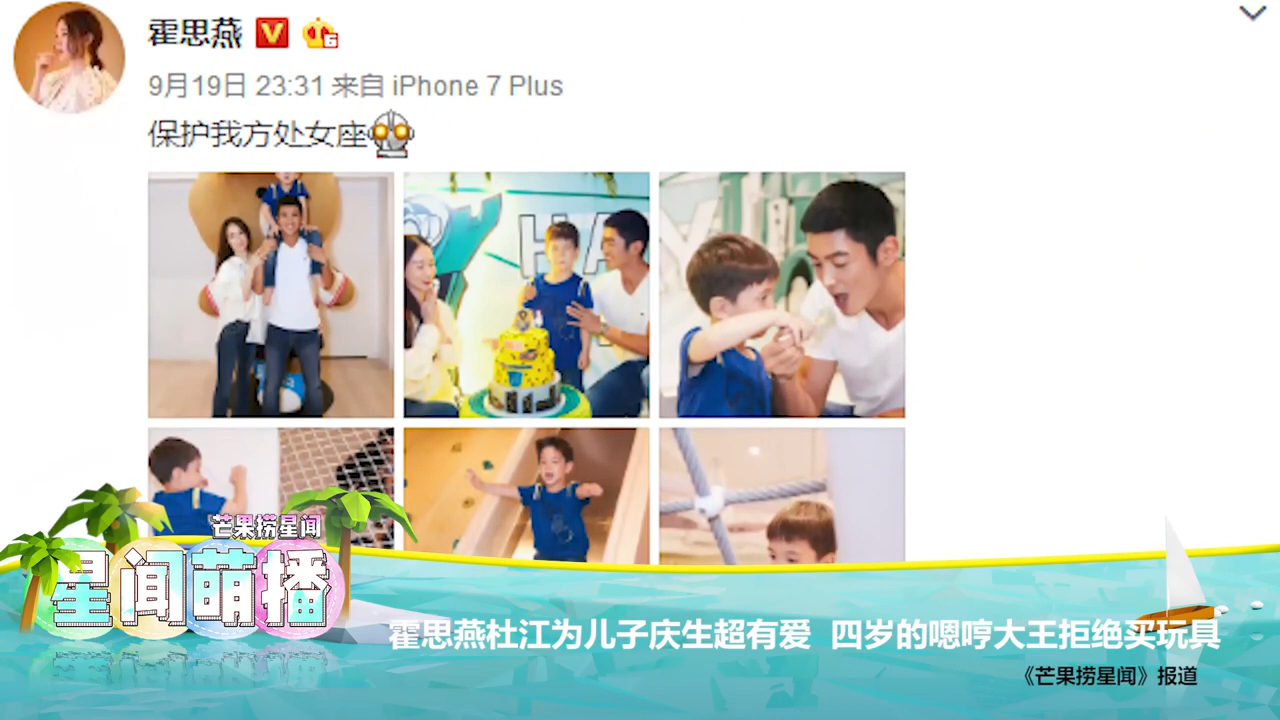 霍思燕
9月19日 23:31 来自 iPhone 7 Plus
保护我方处女座
HA
芒果捞星闻
星闻萌播
霍思燕杜江为儿子庆生超有爱 四岁的嗯哼大王拒绝买玩具
《芒果捞星闻》报道